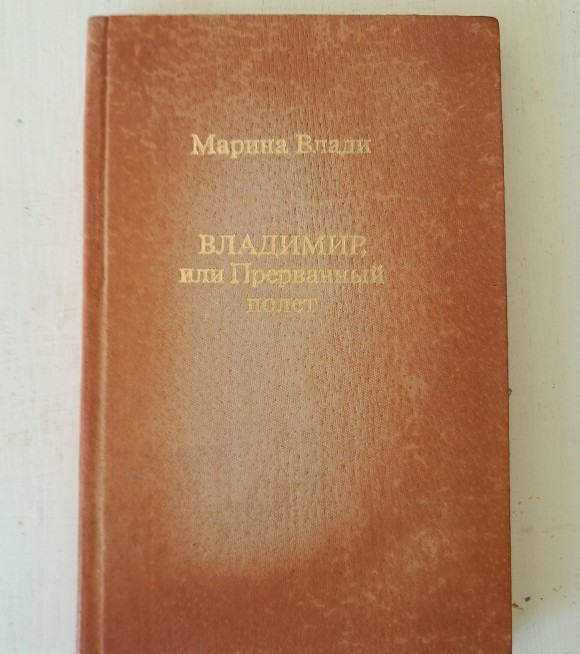 Марина Влади
ВЛАДИМИР,
или Прерванный
полет